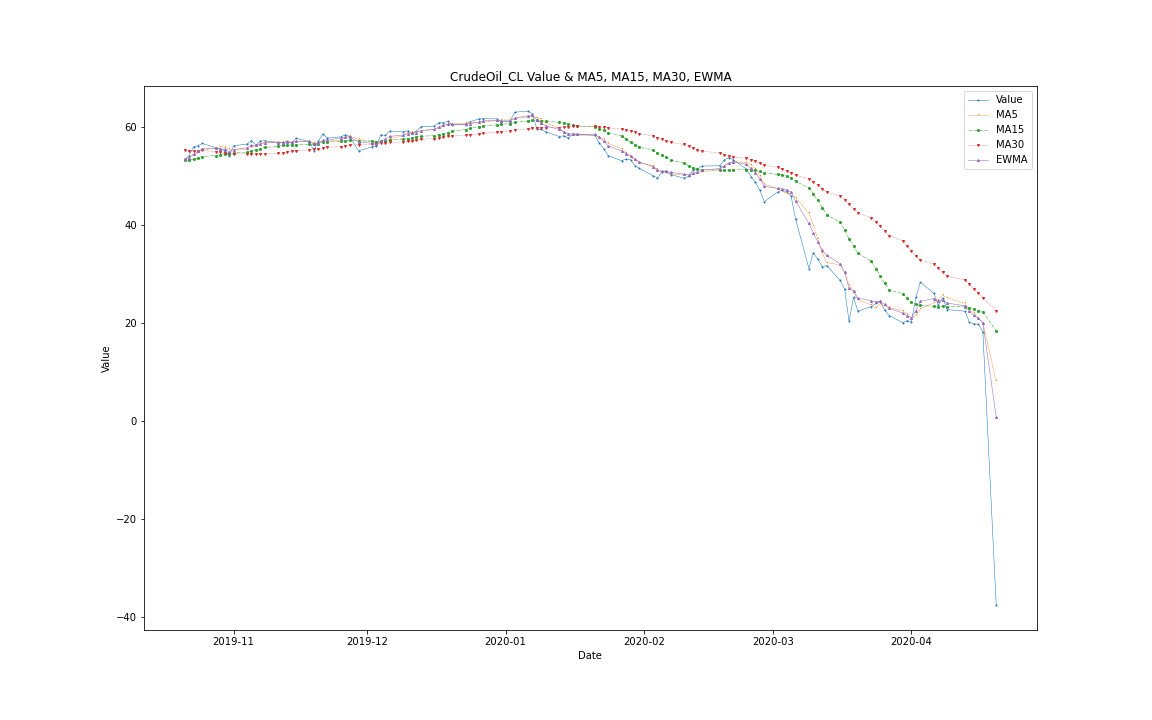 CrudeOil_CL Value & MA5, MA15, MA30, EWMA
Value
MA5
MA15
MA30
EWMA
60
40
20
0
−20
−40
Value
2019-11
2019-12
2020-01
2020-02
2020-03
2020-04
Date